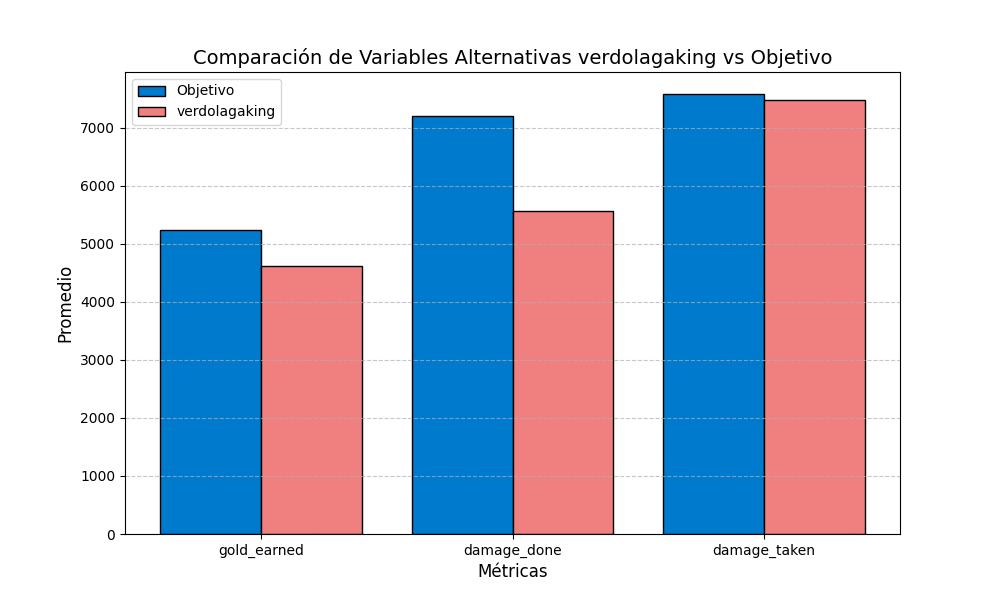 Comparación de Variables Alternativas verdolagaking vs Objetivo
Objetivo
verdolagaking
Promedio
7000
6000
5000
4000
3000
2000
1000
0
gold_earned damage_done damage_taken
Métricas